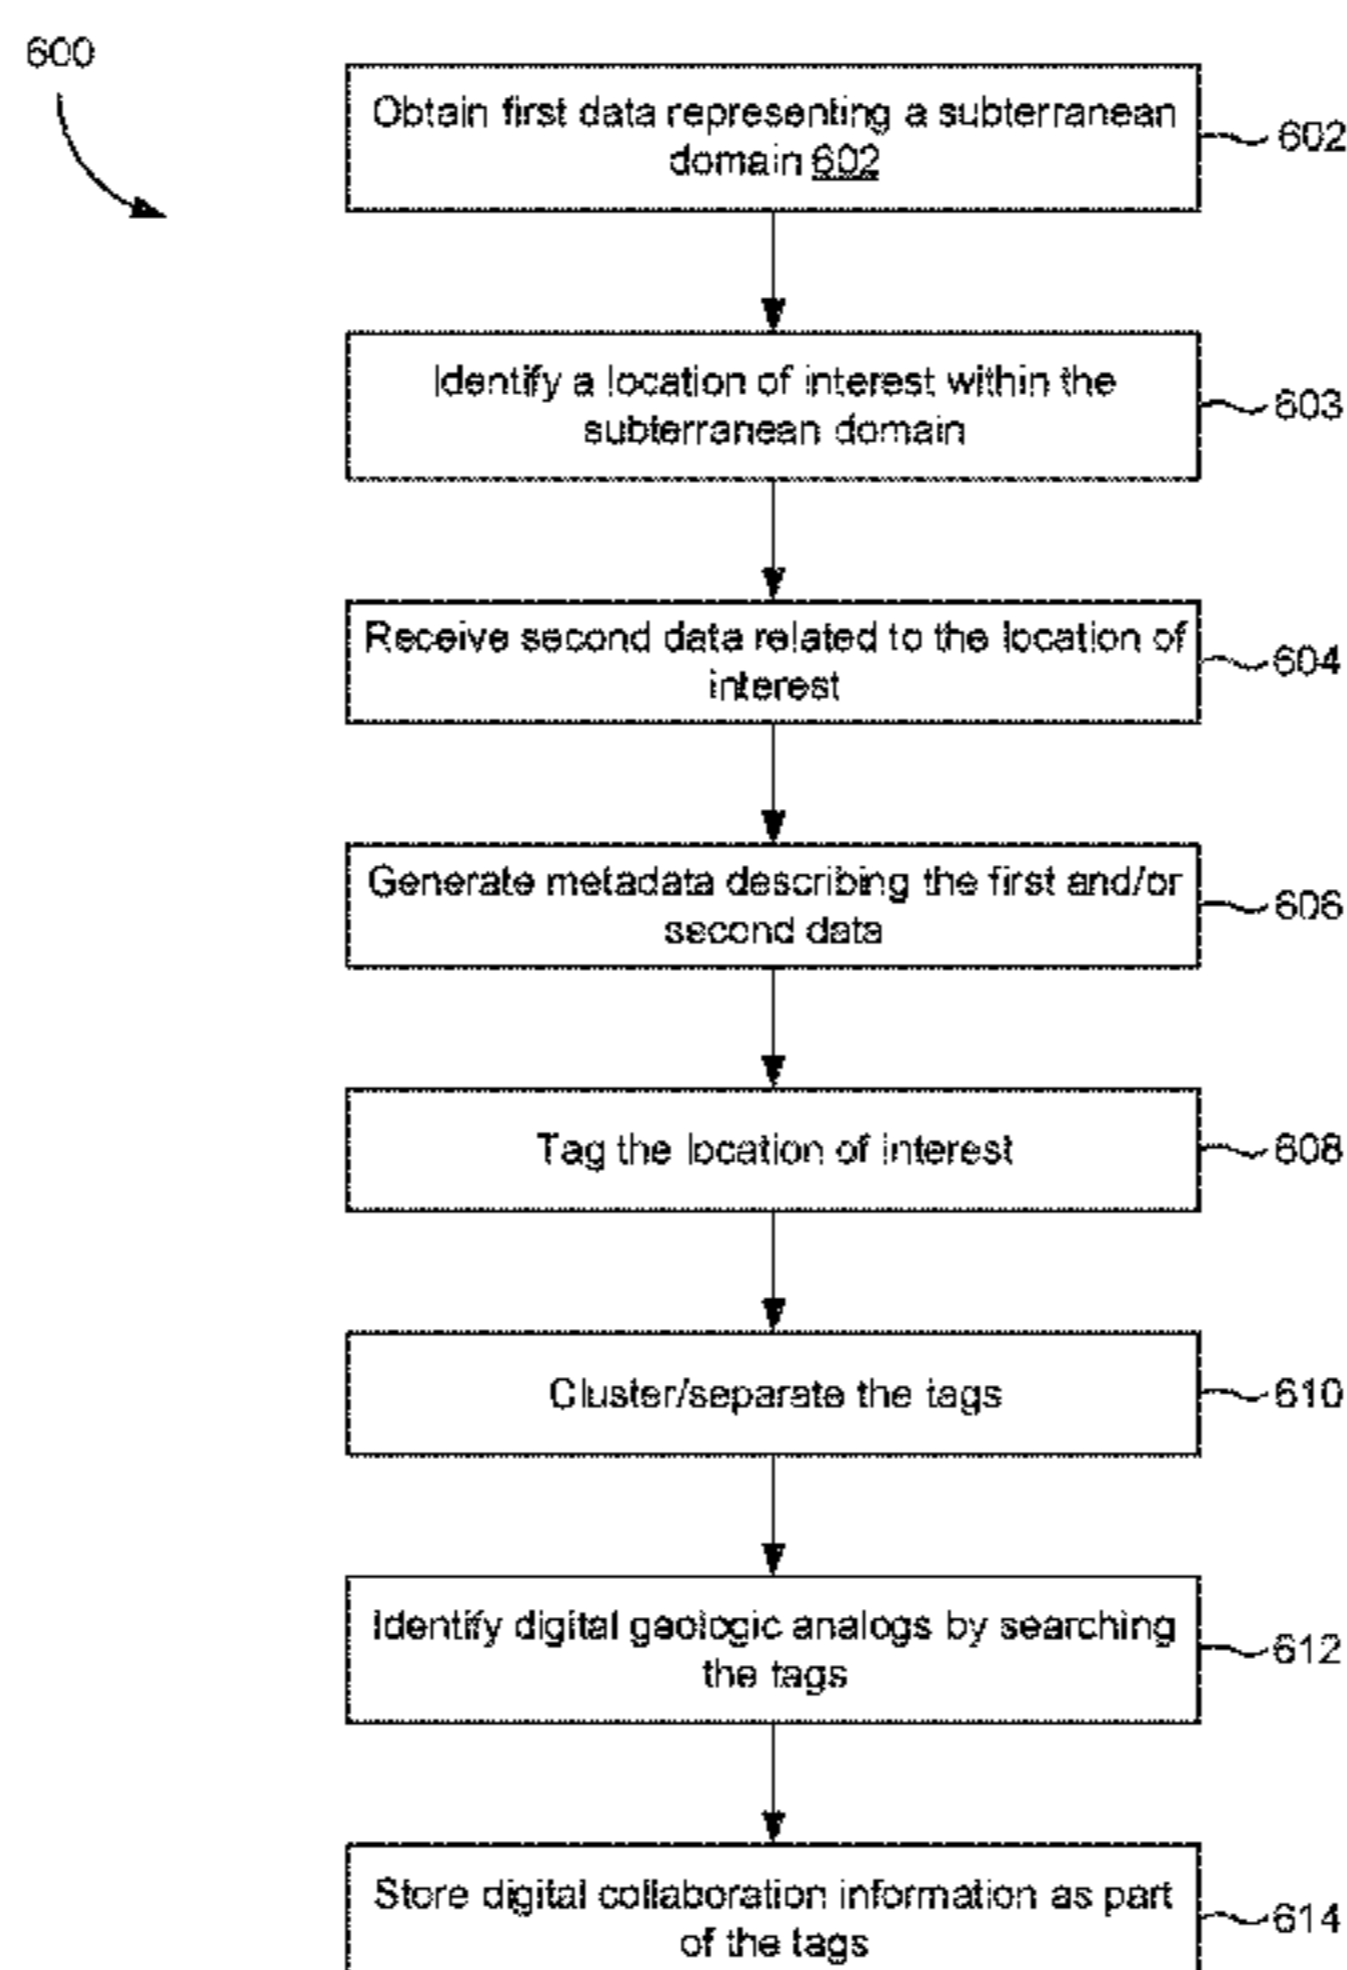 600
Obtain first data representing a subterranean
domain 602
602
Identify a location of interest within the
subterranean domain
603
Receive second data related to the location of
interest
604
Generate metadata describing the first and/or
second data
606
Tag the location of interest
608
Cluster/separate the tags
610
Identify digital geologic analogs by searching
the tags
612
Store digital collaboration information as part
of the tags
614